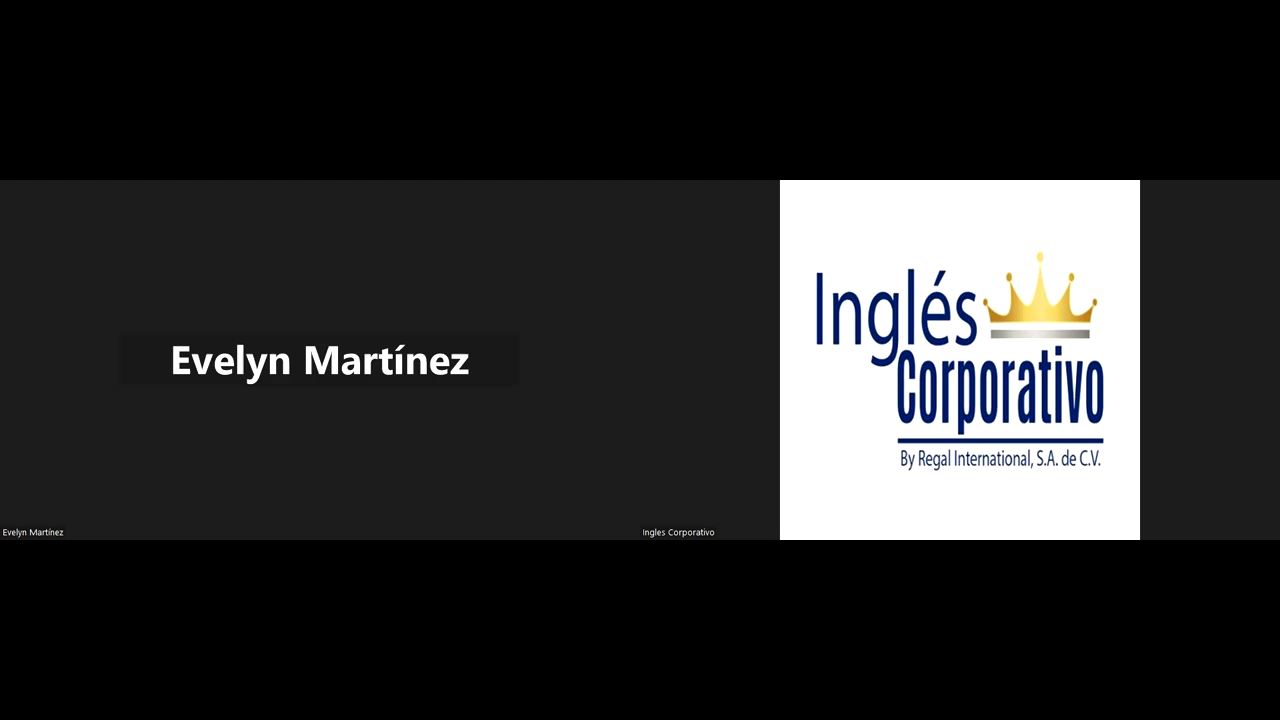 Evelyn Martínez
Evelyn Martínez
Inglés
Corporativo
By Regal International, S.A. de C.V.
Ingles Corporativo